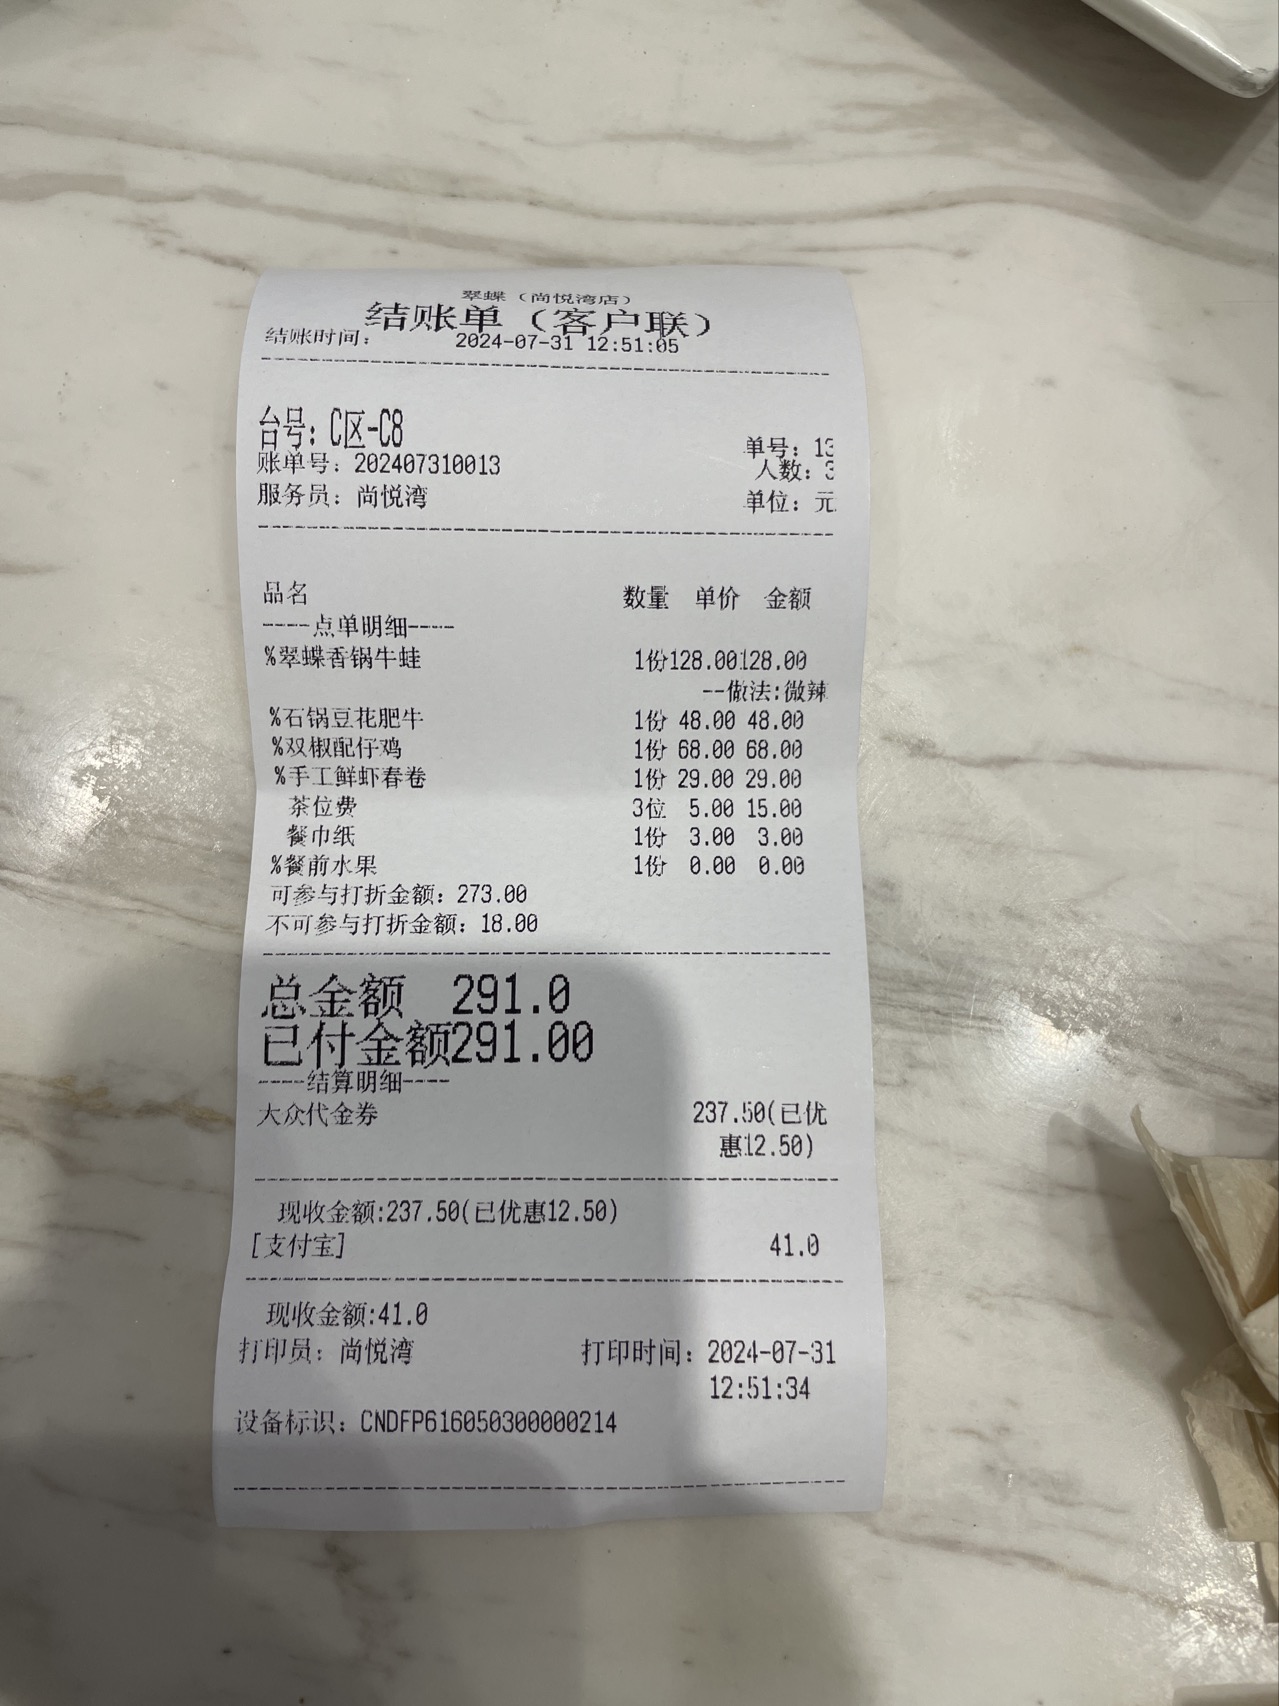 翠蝶（尚悦湾店）
结账单（客户联）
结账时间： 2024-07-31 12:51:05
台号：C区-C8
单号：13
账单号：202407310013
人数：3
服务员：尚悦湾
单位：元
品名 数量 单价 金额
----点单明细----
%翠蝶香锅牛蛙 1份128.00128.00
--做法:微辣
%石锅豆花肥牛 1份 48.00 48.00
%双椒配仔鸡 1份 68.00 68.00
%手工鲜虾春卷 1份 29.00 29.00
茶位费 3位 5.00 15.00
餐巾纸 1份 3.00 3.00
%餐前水果 1份 0.00 0.00
可参与打折金额：273.00
不可参与打折金额：18.00
总金额 291.0
已付金额291.00
----结算明细----
大众代金券 237.50(已优
惠12.50)
现收金额:237.50(已优惠12.50)
[支付宝] 41.0
现收金额:41.0
打印员：尚悦湾 打印时间：2024-07-31
12:51:34
设备标识：CNDFP616050300000214